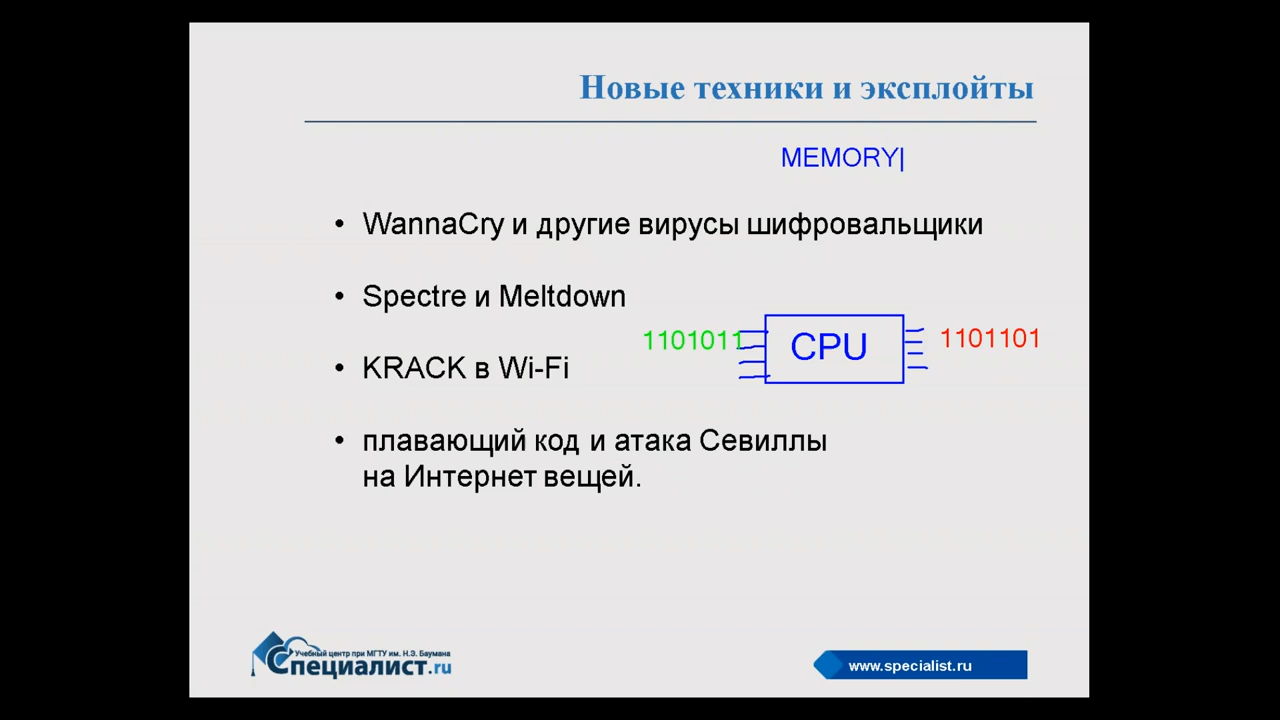 Новые техники и эксплойты
MEMORY|
• WannaCry и другие вирусы шифровальщики
• Spectre и Meltdown
1101011 CPU 1101101
• KRACK в Wi-Fi
• плавающий код и атака Севиллы
на Интернет вещей.
Учебный центр при МГТУ им. Н.Э. Баумана
Специалист.ru
www.specialist.ru